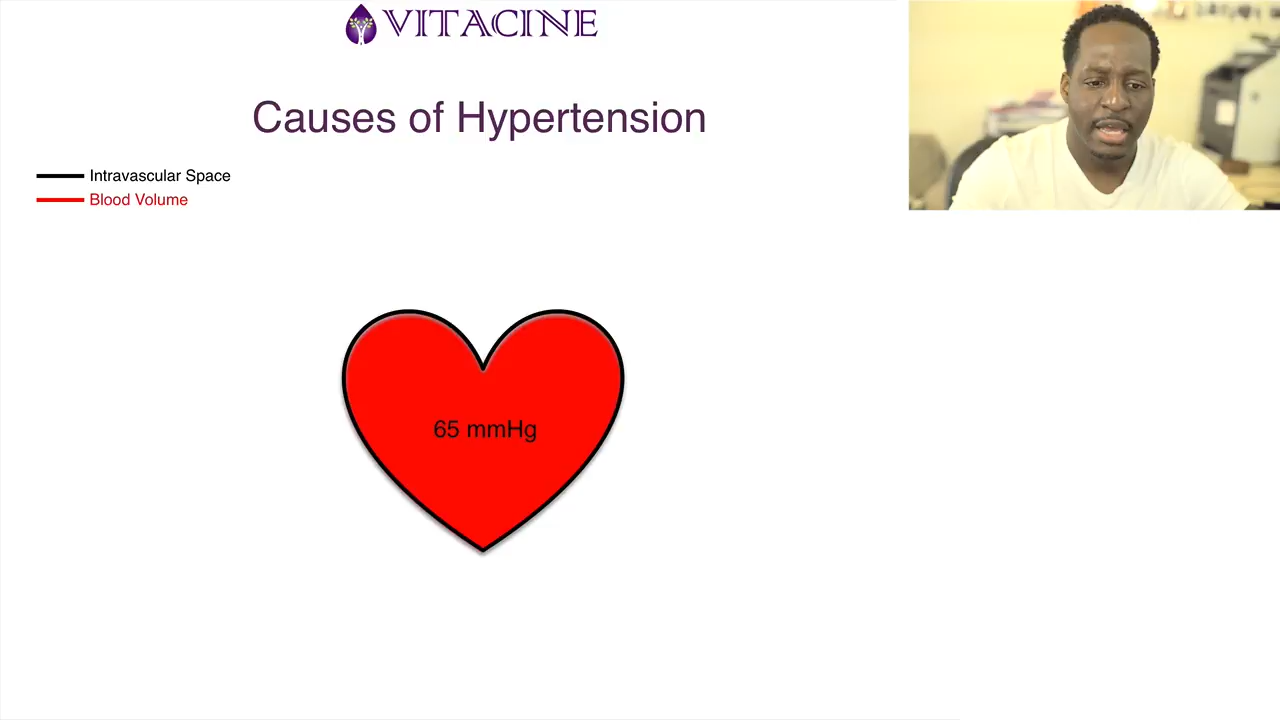 VITACINE
Causes of Hypertension
Intravascular Space
Blood Volume
65 mmHg